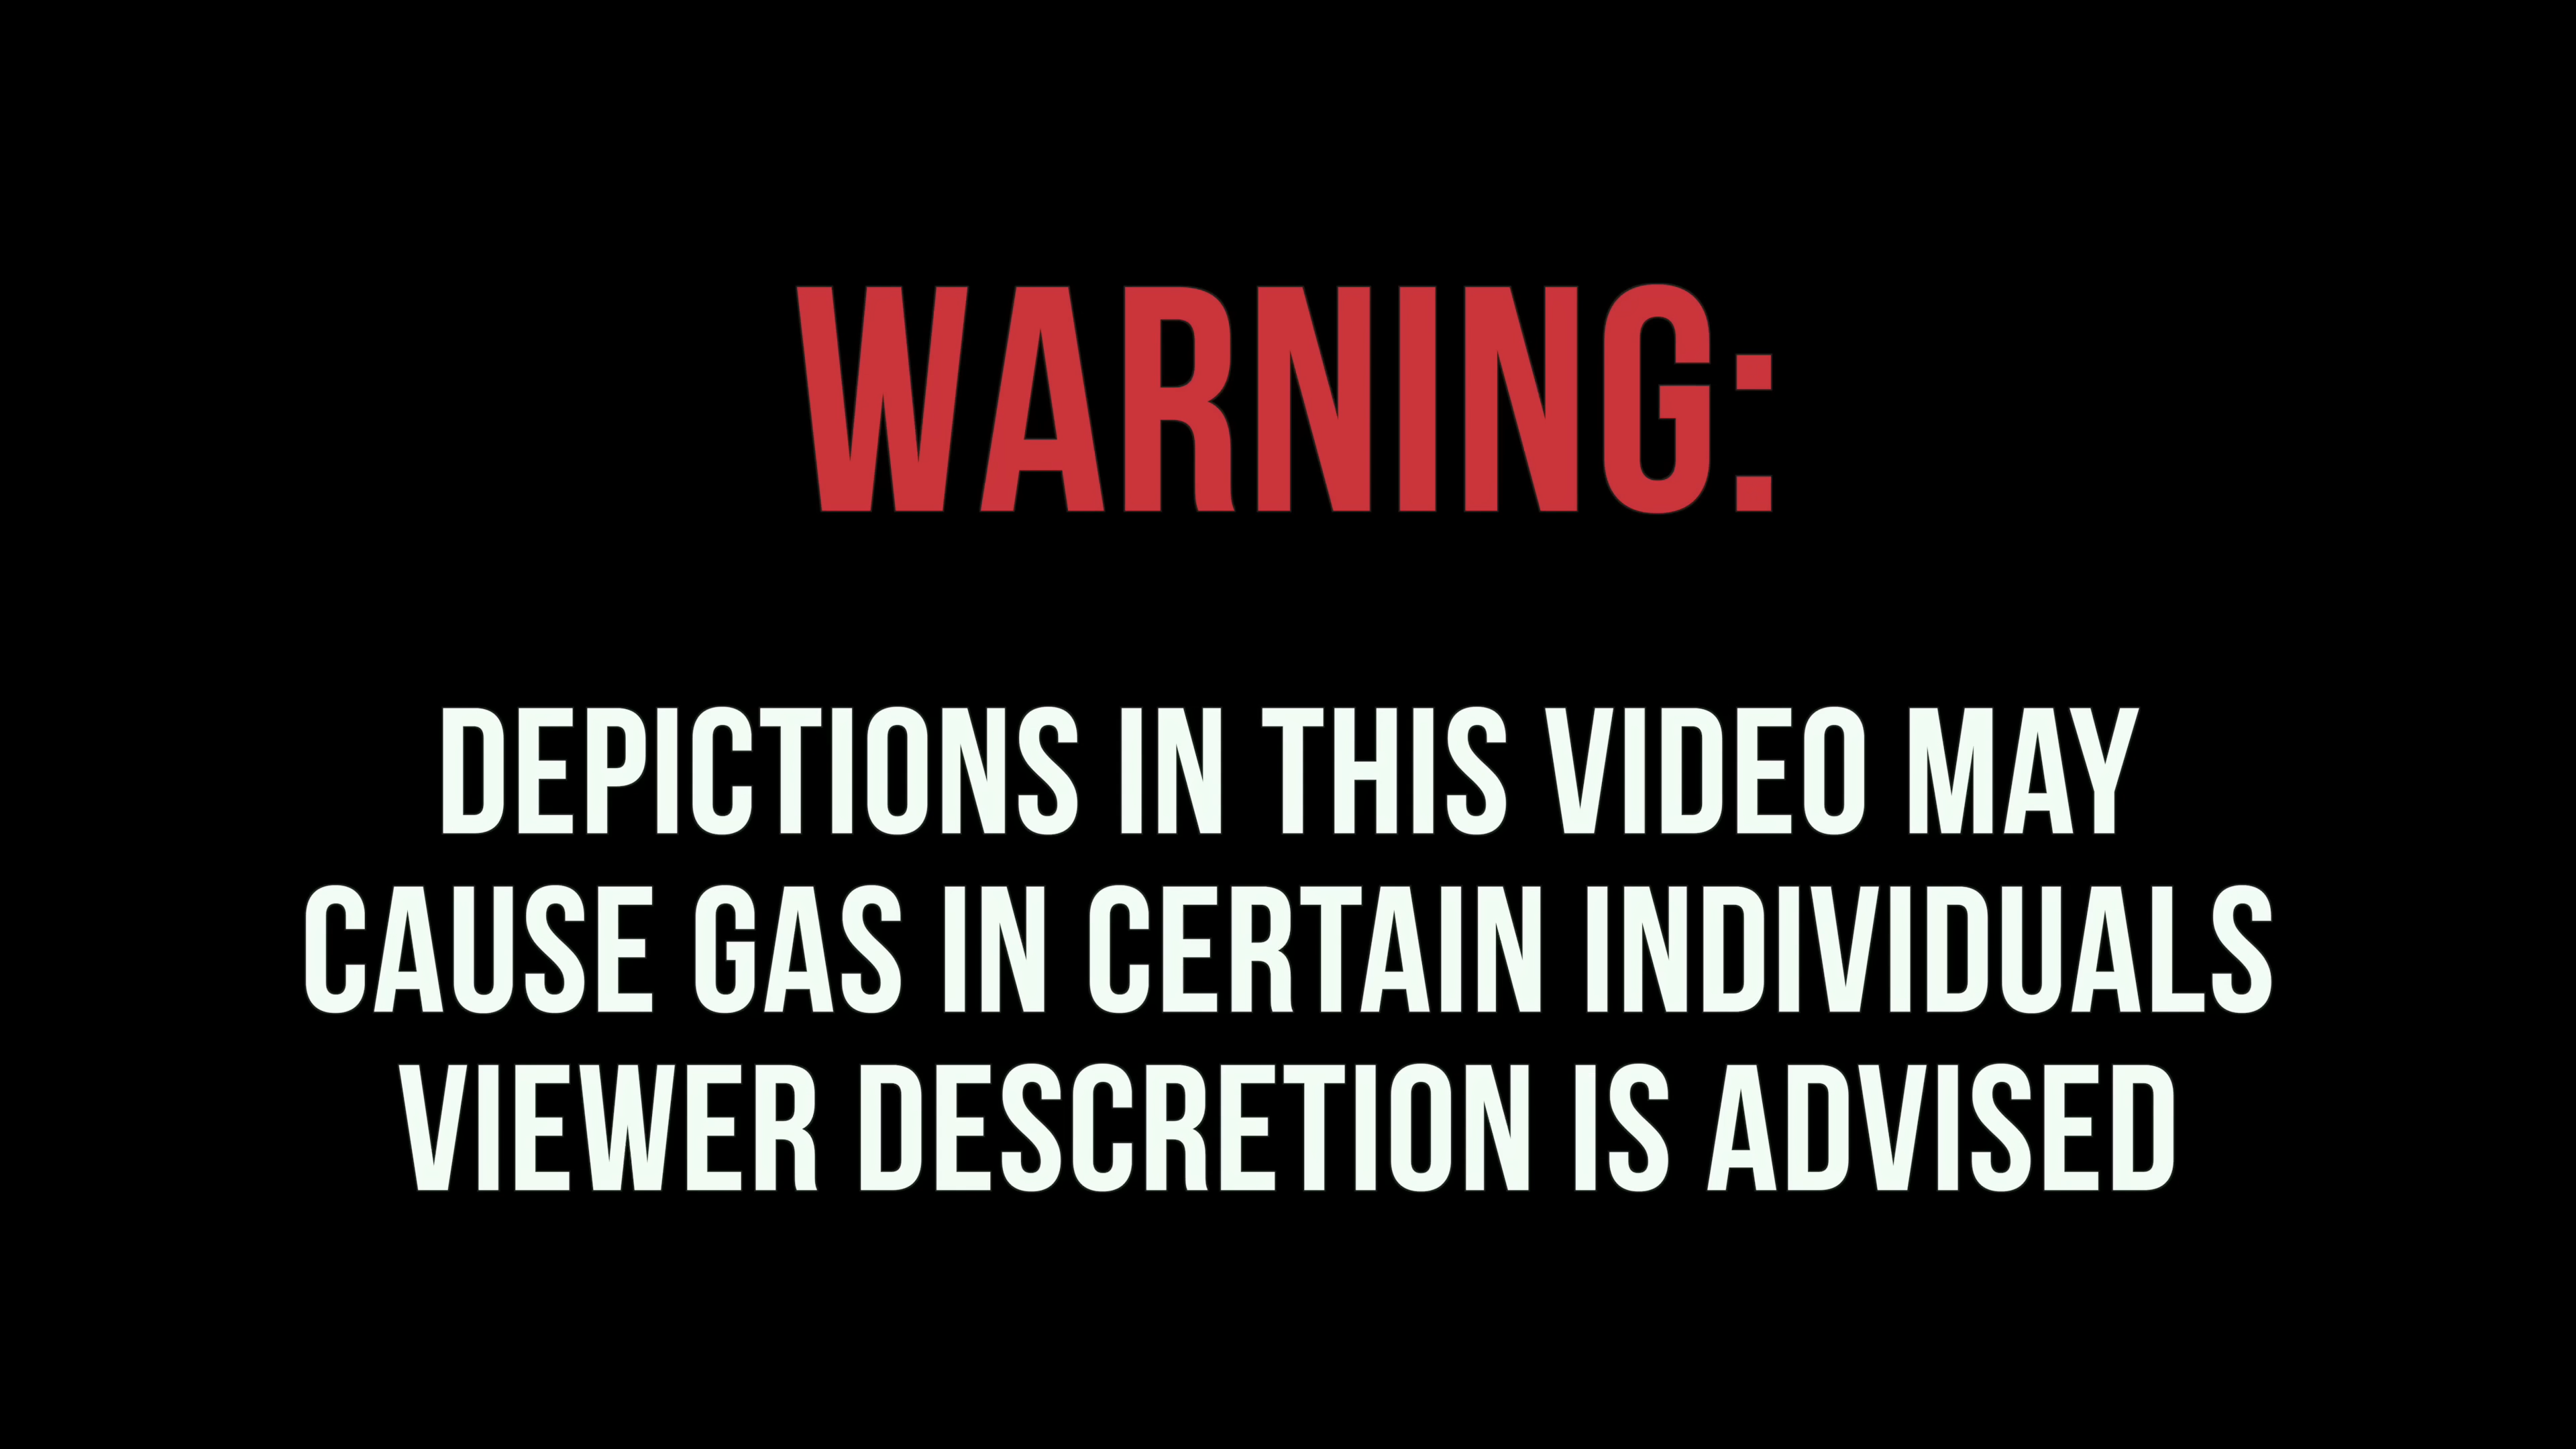 WARNING:
DEPICTIONS IN THIS VIDEO MAY
CAUSE GAS IN CERTAIN INDIVIDUALS
VIEWER DESCRETION IS ADVISED